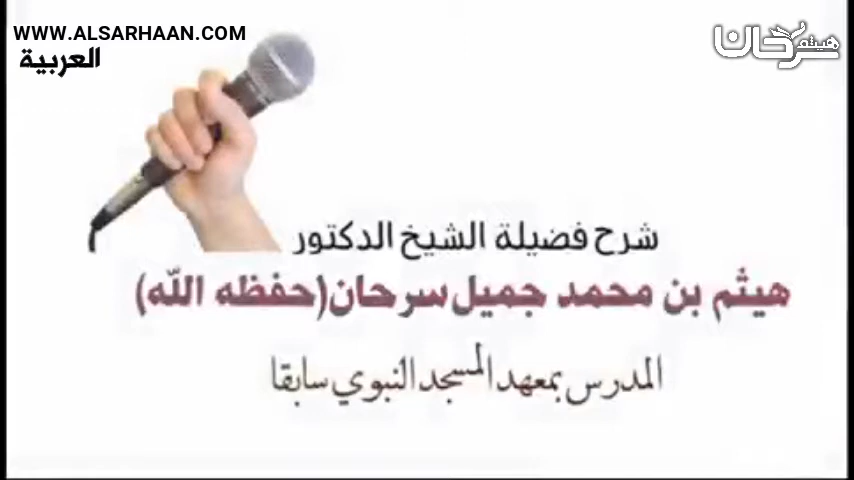 WWW.ALSARHAAN.COM
العربية
هيثم سرحان
شرح فضيلة الشيخ الدكتور
هيثم بن محمد جميل سرحان(حفظه الله)
المدرس بمعهد المسجد النبوي سابقا